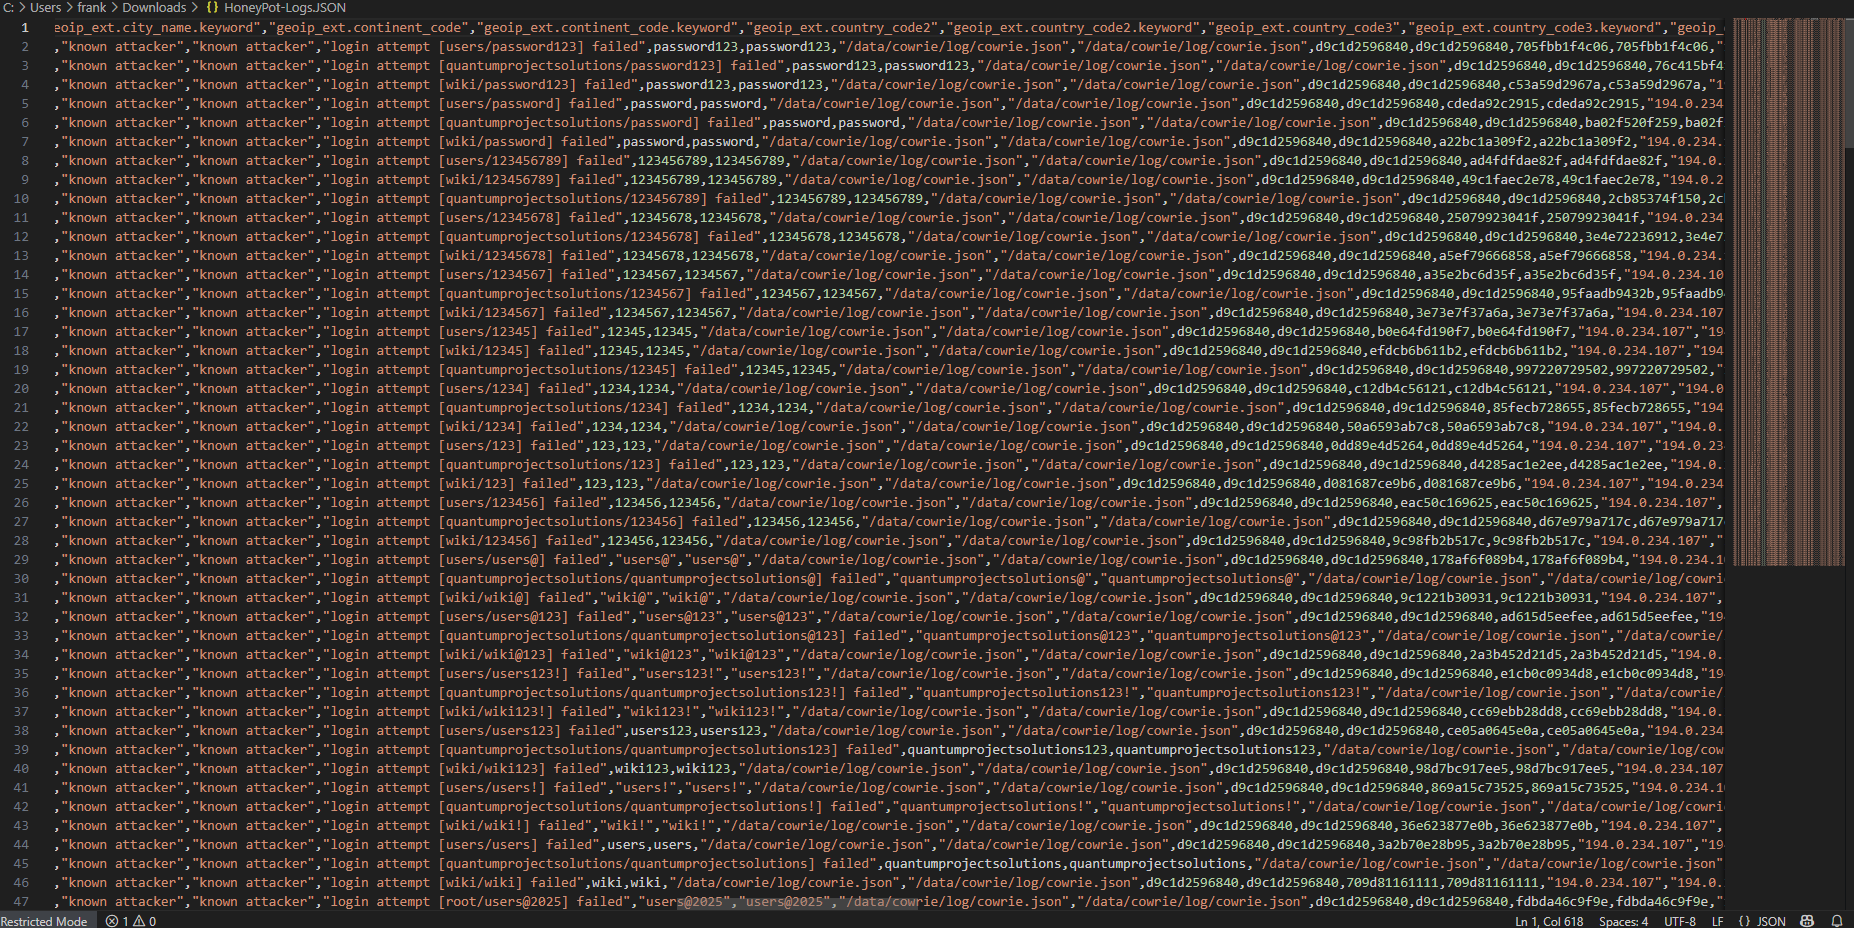 C: > Users > frank > Downloads > {} HoneyPot-Logs.JSON
1 eoip_ext.city_name.keyword","geoip_ext.continent_code","geoip_ext.continent_code.keyword","geoip_ext.country_code2","geoip_ext.country_code2.keyword","geoip_ext.country_code3","geoip_ext.country_code3.keyword","geoip_
2 ,"known attacker","known attacker","login attempt [users/password123] failed",password123,password123,"/data/cowrie/log/cowrie.json","/data/cowrie/log/cowrie.json",d9c1d2596840,d9c1d2596840,705fbb1f4c06,705fbb1f4c06,"
3 ,"known attacker","known attacker","login attempt [quantumprojectsolutions/password123] failed",password123,password123,"/data/cowrie/log/cowrie.json","/data/cowrie/log/cowrie.json",d9c1d2596840,d9c1d2596840,76c415bf4
4 ,"known attacker","known attacker","login attempt [wiki/password123] failed",password123,password123,"/data/cowrie/log/cowrie.json","/data/cowrie/log/cowrie.json",d9c1d2596840,d9c1d2596840,c53a59d2967a,c53a59d2967a,"1
5 ,"known attacker","known attacker","login attempt [users/password] failed",password,password,"/data/cowrie/log/cowrie.json","/data/cowrie/log/cowrie.json",d9c1d2596840,d9c1d2596840,cdeda92c2915,cdeda92c2915,"194.0.234
6 ,"known attacker","known attacker","login attempt [quantumprojectsolutions/password] failed",password,password,"/data/cowrie/log/cowrie.json","/data/cowrie/log/cowrie.json",d9c1d2596840,d9c1d2596840,ba02f520f259,ba02f
7 ,"known attacker","known attacker","login attempt [wiki/password] failed",password,password,"/data/cowrie/log/cowrie.json","/data/cowrie/log/cowrie.json",d9c1d2596840,d9c1d2596840,a22bc1a309f2,a22bc1a309f2,"194.0.234.
8 ,"known attacker","known attacker","login attempt [users/123456789] failed",123456789,123456789,"/data/cowrie/log/cowrie.json","/data/cowrie/log/cowrie.json",d9c1d2596840,d9c1d2596840,ad4fdfdae82f,ad4fdfdae82f,"194.0.
9 ,"known attacker","known attacker","login attempt [wiki/123456789] failed",123456789,123456789,"/data/cowrie/log/cowrie.json","/data/cowrie/log/cowrie.json",d9c1d2596840,d9c1d2596840,49c1faec2e78,49c1faec2e78,"194.0.2
10 ,"known attacker","known attacker","login attempt [quantumprojectsolutions/123456789] failed",123456789,123456789,"/data/cowrie/log/cowrie.json","/data/cowrie/log/cowrie.json",d9c1d2596840,d9c1d2596840,2cb85374f150,2c
11 ,"known attacker","known attacker","login attempt [users/12345678] failed",12345678,12345678,"/data/cowrie/log/cowrie.json","/data/cowrie/log/cowrie.json",d9c1d2596840,d9c1d2596840,25079923041f,25079923041f,"194.0.234
12 ,"known attacker","known attacker","login attempt [quantumprojectsolutions/12345678] failed",12345678,12345678,"/data/cowrie/log/cowrie.json","/data/cowrie/log/cowrie.json",d9c1d2596840,d9c1d2596840,3e4e72236912,3e4e7
13 ,"known attacker","known attacker","login attempt [wiki/12345678] failed",12345678,12345678,"/data/cowrie/log/cowrie.json","/data/cowrie/log/cowrie.json",d9c1d2596840,d9c1d2596840,a5ef79666858,a5ef79666858,"194.0.234.
14 ,"known attacker","known attacker","login attempt [users/1234567] failed",1234567,1234567,"/data/cowrie/log/cowrie.json","/data/cowrie/log/cowrie.json",d9c1d2596840,d9c1d2596840,a35e2bc6d35f,a35e2bc6d35f,"194.0.234.10
15 ,"known attacker","known attacker","login attempt [quantumprojectsolutions/1234567] failed",1234567,1234567,"/data/cowrie/log/cowrie.json","/data/cowrie/log/cowrie.json",d9c1d2596840,d9c1d2596840,95faadb9432b,95faadb9
16 ,"known attacker","known attacker","login attempt [wiki/1234567] failed",1234567,1234567,"/data/cowrie/log/cowrie.json","/data/cowrie/log/cowrie.json",d9c1d2596840,d9c1d2596840,3e73e7f37a6a,3e73e7f37a6a,"194.0.234.107
17 ,"known attacker","known attacker","login attempt [users/12345] failed",12345,12345,"/data/cowrie/log/cowrie.json","/data/cowrie/log/cowrie.json",d9c1d2596840,d9c1d2596840,b0e64fd190f7,b0e64fd190f7,"194.0.234.107","19
18 ,"known attacker","known attacker","login attempt [wiki/12345] failed",12345,12345,"/data/cowrie/log/cowrie.json","/data/cowrie/log/cowrie.json",d9c1d2596840,d9c1d2596840,efdcb6b611b2,efdcb6b611b2,"194.0.234.107","194
19 ,"known attacker","known attacker","login attempt [quantumprojectsolutions/12345] failed",12345,12345,"/data/cowrie/log/cowrie.json","/data/cowrie/log/cowrie.json",d9c1d2596840,d9c1d2596840,997220729502,997220729502,"
20 ,"known attacker","known attacker","login attempt [users/1234] failed",1234,1234,"/data/cowrie/log/cowrie.json","/data/cowrie/log/cowrie.json",d9c1d2596840,d9c1d2596840,c12db4c56121,c12db4c56121,"194.0.234.107","194.0
21 ,"known attacker","known attacker","login attempt [quantumprojectsolutions/1234] failed",1234,1234,"/data/cowrie/log/cowrie.json","/data/cowrie/log/cowrie.json",d9c1d2596840,d9c1d2596840,85fecb728655,85fecb728655,"194
22 ,"known attacker","known attacker","login attempt [wiki/1234] failed",1234,1234,"/data/cowrie/log/cowrie.json","/data/cowrie/log/cowrie.json",d9c1d2596840,d9c1d2596840,50a6593ab7c8,50a6593ab7c8,"194.0.234.107","194.0.
23 ,"known attacker","known attacker","login attempt [users/123] failed",123,123,"/data/cowrie/log/cowrie.json","/data/cowrie/log/cowrie.json",d9c1d2596840,d9c1d2596840,0dd89e4d5264,0dd89e4d5264,"194.0.234.107","194.0.23
24 ,"known attacker","known attacker","login attempt [quantumprojectsolutions/123] failed",123,123,"/data/cowrie/log/cowrie.json","/data/cowrie/log/cowrie.json",d9c1d2596840,d9c1d2596840,d4285ac1e2ee,d4285ac1e2ee,"194.0.
25 ,"known attacker","known attacker","login attempt [wiki/123] failed",123,123,"/data/cowrie/log/cowrie.json","/data/cowrie/log/cowrie.json",d9c1d2596840,d9c1d2596840,d081687ce9b6,d081687ce9b6,"194.0.234.107","194.0.234
26 ,"known attacker","known attacker","login attempt [users/123456] failed",123456,123456,"/data/cowrie/log/cowrie.json","/data/cowrie/log/cowrie.json",d9c1d2596840,d9c1d2596840,eac50c169625,eac50c169625,"194.0.234.107",
27 ,"known attacker","known attacker","login attempt [quantumprojectsolutions/123456] failed",123456,123456,"/data/cowrie/log/cowrie.json","/data/cowrie/log/cowrie.json",d9c1d2596840,d9c1d2596840,d67e979a717c,d67e979a717
28 ,"known attacker","known attacker","login attempt [wiki/123456] failed",123456,123456,"/data/cowrie/log/cowrie.json","/data/cowrie/log/cowrie.json",d9c1d2596840,d9c1d2596840,9c98fb2b517c,9c98fb2b517c,"194.0.234.107","
29 ,"known attacker","known attacker","login attempt [users/users@] failed","users@","users@","/data/cowrie/log/cowrie.json","/data/cowrie/log/cowrie.json",d9c1d2596840,d9c1d2596840,178af6f089b4,178af6f089b4,"194.0.234.1
30 ,"known attacker","known attacker","login attempt [quantumprojectsolutions/quantumprojectsolutions@] failed","quantumprojectsolutions@","quantumprojectsolutions@","/data/cowrie/log/cowrie.json","/data/cowrie/log/cowri
31 ,"known attacker","known attacker","login attempt [wiki/wiki@] failed","wiki@","wiki@","/data/cowrie/log/cowrie.json","/data/cowrie/log/cowrie.json",d9c1d2596840,d9c1d2596840,9c1221b30931,9c1221b30931,"194.0.234.107",
32 ,"known attacker","known attacker","login attempt [users/users@123] failed","users@123","users@123","/data/cowrie/log/cowrie.json","/data/cowrie/log/cowrie.json",d9c1d2596840,d9c1d2596840,ad615d5eefee,ad615d5eefee,"194
33 ,"known attacker","known attacker","login attempt [quantumprojectsolutions/quantumprojectsolutions@123] failed","quantumprojectsolutions@123","quantumprojectsolutions@123","/data/cowrie/log/cowrie.json","/data/cowrie/
34 ,"known attacker","known attacker","login attempt [wiki/wiki@123] failed","wiki@123","wiki@123","/data/cowrie/log/cowrie.json","/data/cowrie/log/cowrie.json",d9c1d2596840,d9c1d2596840,2a3b452d21d5,2a3b452d21d5,"194.0.
35 ,"known attacker","known attacker","login attempt [users/users123!] failed","users123!","users123!","/data/cowrie/log/cowrie.json","/data/cowrie/log/cowrie.json",d9c1d2596840,d9c1d2596840,e1cb0c0934d8,e1cb0c0934d8,"194
36 ,"known attacker","known attacker","login attempt [quantumprojectsolutions/quantumprojectsolutions123!] failed","quantumprojectsolutions123!","quantumprojectsolutions123!","/data/cowrie/log/cowrie.json","/data/cowrie/
37 ,"known attacker","known attacker","login attempt [wiki/wiki123!] failed","wiki123!","wiki123!","/data/cowrie/log/cowrie.json","/data/cowrie/log/cowrie.json",d9c1d2596840,d9c1d2596840,cc69ebb28dd8,cc69ebb28dd8,"194.0.
38 ,"known attacker","known attacker","login attempt [users/users123] failed",users123,users123,"/data/cowrie/log/cowrie.json","/data/cowrie/log/cowrie.json",d9c1d2596840,d9c1d2596840,ce05a0645e0a,ce05a0645e0a,"194.0.234
39 ,"known attacker","known attacker","login attempt [quantumprojectsolutions/quantumprojectsolutions123] failed",quantumprojectsolutions123,quantumprojectsolutions123,"/data/cowrie/log/cowrie.json","/data/cowrie/log/cow
40 ,"known attacker","known attacker","login attempt [wiki/wiki123] failed",wiki123,wiki123,"/data/cowrie/log/cowrie.json","/data/cowrie/log/cowrie.json",d9c1d2596840,d9c1d2596840,98d7bc917ee5,98d7bc917ee5,"194.0.234.107
41 ,"known attacker","known attacker","login attempt [users/users!] failed","users!","users!","/data/cowrie/log/cowrie.json","/data/cowrie/log/cowrie.json",d9c1d2596840,d9c1d2596840,869a15c73525,869a15c73525,"194.0.234.1
42 ,"known attacker","known attacker","login attempt [quantumprojectsolutions/quantumprojectsolutions!] failed","quantumprojectsolutions!","quantumprojectsolutions!","/data/cowrie/log/cowrie.json","/data/cowrie/log/cowri
43 ,"known attacker","known attacker","login attempt [wiki/wiki!] failed","wiki!","wiki!","/data/cowrie/log/cowrie.json","/data/cowrie/log/cowrie.json",d9c1d2596840,d9c1d2596840,36e623877e0b,36e623877e0b,"194.0.234.107",
44 ,"known attacker","known attacker","login attempt [users/users] failed",users,users,"/data/cowrie/log/cowrie.json","/data/cowrie/log/cowrie.json",d9c1d2596840,d9c1d2596840,3a2b70e28b95,3a2b70e28b95,"194.0.234.107","19
45 ,"known attacker","known attacker","login attempt [quantumprojectsolutions/quantumprojectsolutions] failed",quantumprojectsolutions,quantumprojectsolutions,"/data/cowrie/log/cowrie.json","/data/cowrie/log/cowrie.json"
46 ,"known attacker","known attacker","login attempt [wiki/wiki] failed",wiki,wiki,"/data/cowrie/log/cowrie.json","/data/cowrie/log/cowrie.json",d9c1d2596840,d9c1d2596840,709d81161111,709d81161111,"194.0.234.107","194.0.
47 ,"known attacker","known attacker","login attempt [root/users@2025] failed","users@2025","users@2025","/data/cowrie/log/cowrie.json","/data/cowrie/log/cowrie.json",d9c1d2596840,d9c1d2596840,fdbda46c9f9e,fdbda46c9f9e,"
Restricted Mode 1 0 Ln 1, Col 618 Spaces: 4 UTF-8 LF {} JSON